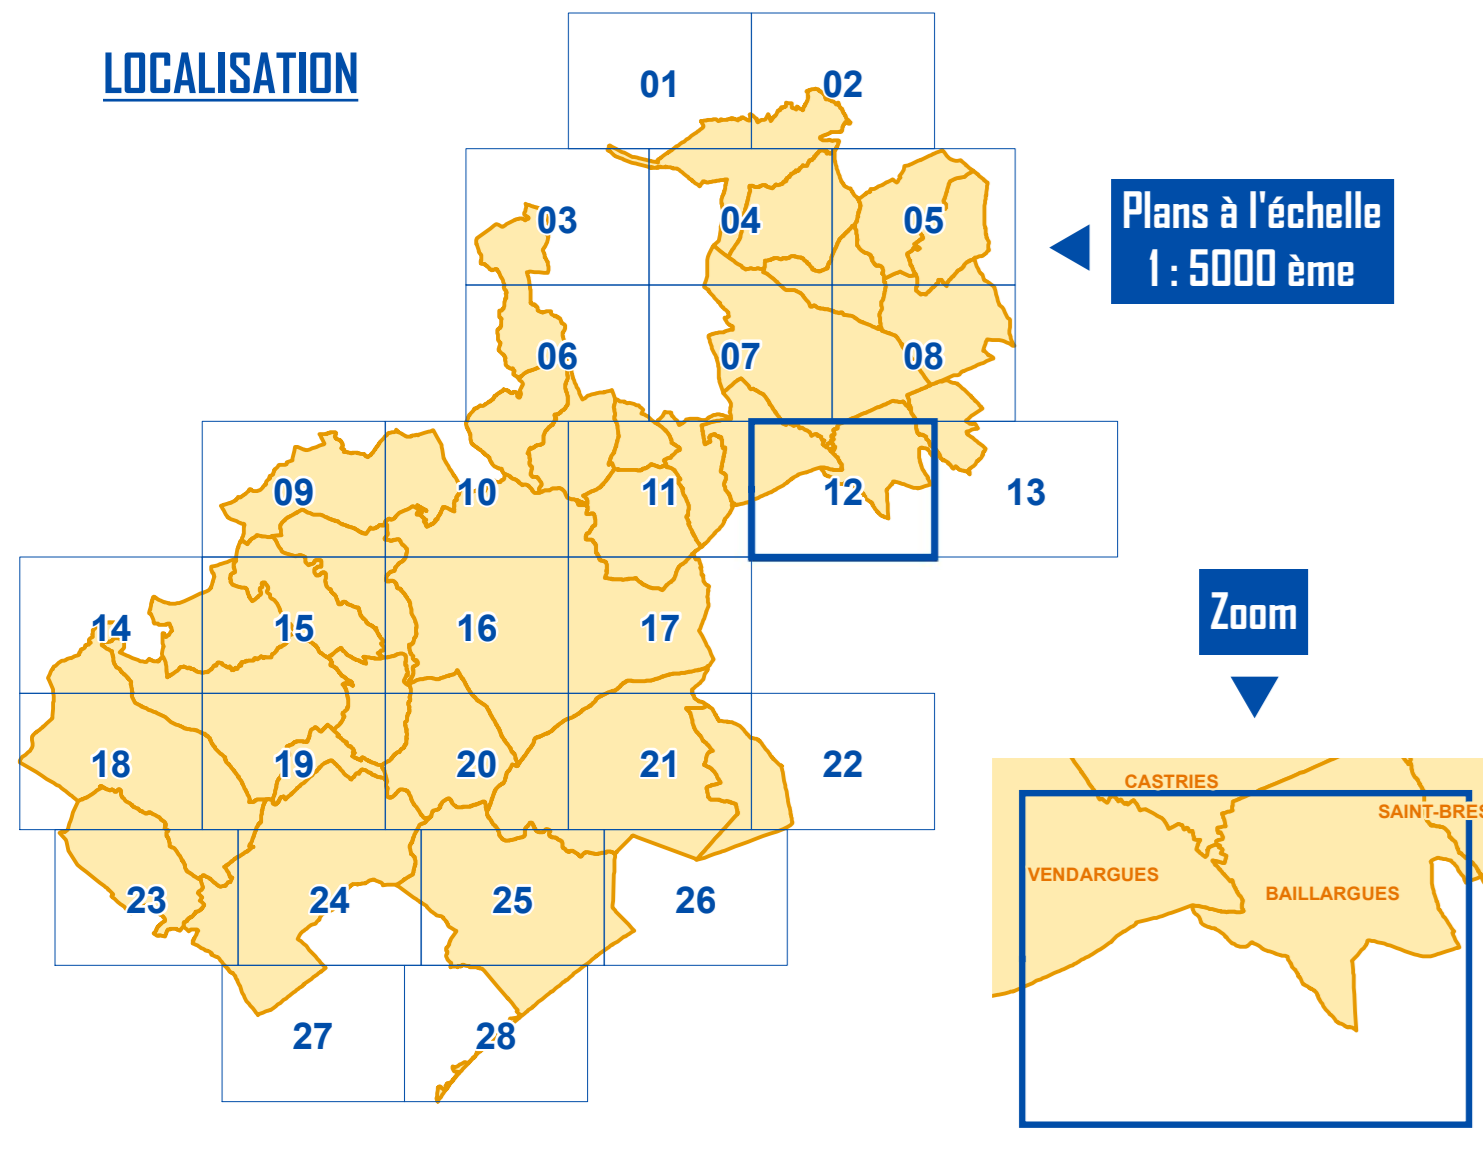 LOCALISATION
01 02
03 04 05
Plans à l'échelle
1 : 5000 ème
06 07 08
09 10 11 12 13
14 15 16 17
Zoom
18 19 20 21 22
CASTRIES
SAINT-BRES
VENDARGUES
BAILLARGUES
23 24 25 26
27 28